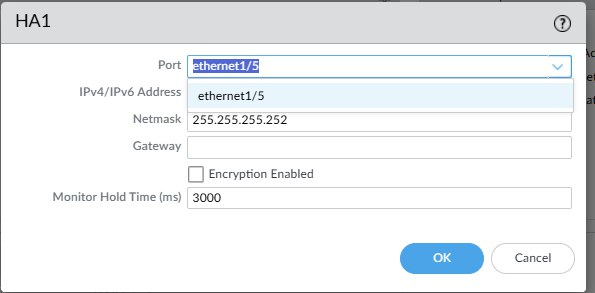 HA1
?
Port ethernet1/5
IPv4/IPv6 Address ethernet1/5
Netmask 255.255.255.252
Gateway
Encryption Enabled
Monitor Hold Time (ms) 3000
OK Cancel